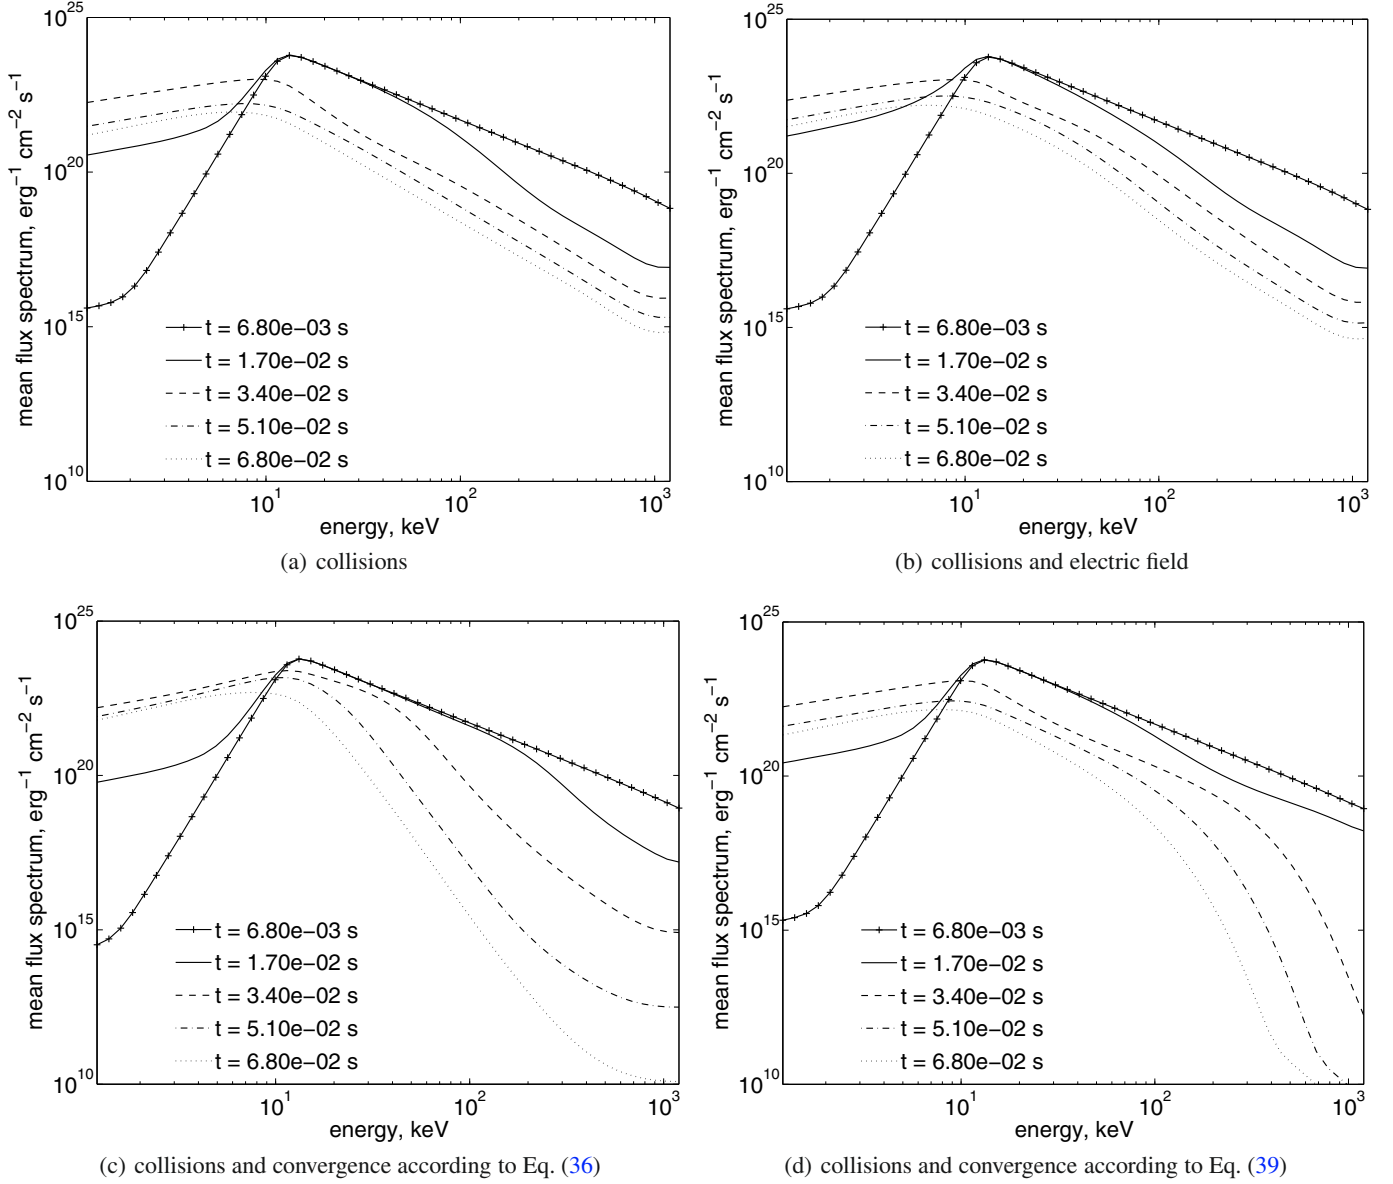 10^25
10^20
10^15
10^10
mean flux spectrum, erg^−1 cm^−2 s^−1
t = 6.80e−03 s
t = 1.70e−02 s
t = 3.40e−02 s
t = 5.10e−02 s
t = 6.80e−02 s
10^1
10^2
10^3
energy, keV
(a) collisions
10^25
10^20
10^15
10^10
mean flux spectrum, erg^−1 cm^−2 s^−1
t = 6.80e−03 s
t = 1.70e−02 s
t = 3.40e−02 s
t = 5.10e−02 s
t = 6.80e−02 s
10^1
10^2
10^3
energy, keV
(b) collisions and electric field
10^25
10^20
10^15
10^10
mean flux spectrum, erg^−1 cm^−2 s^−1
t = 6.80e−03 s
t = 1.70e−02 s
t = 3.40e−02 s
t = 5.10e−02 s
t = 6.80e−02 s
10^1
10^2
10^3
energy, keV
(c) collisions and convergence according to Eq. (36)
10^25
10^20
10^15
10^10
mean flux spectrum, erg^−1 cm^−2 s^−1
t = 6.80e−03 s
t = 1.70e−02 s
t = 3.40e−02 s
t = 5.10e−02 s
t = 6.80e−02 s
10^1
10^2
10^3
energy, keV
(d) collisions and convergence according to Eq. (39)